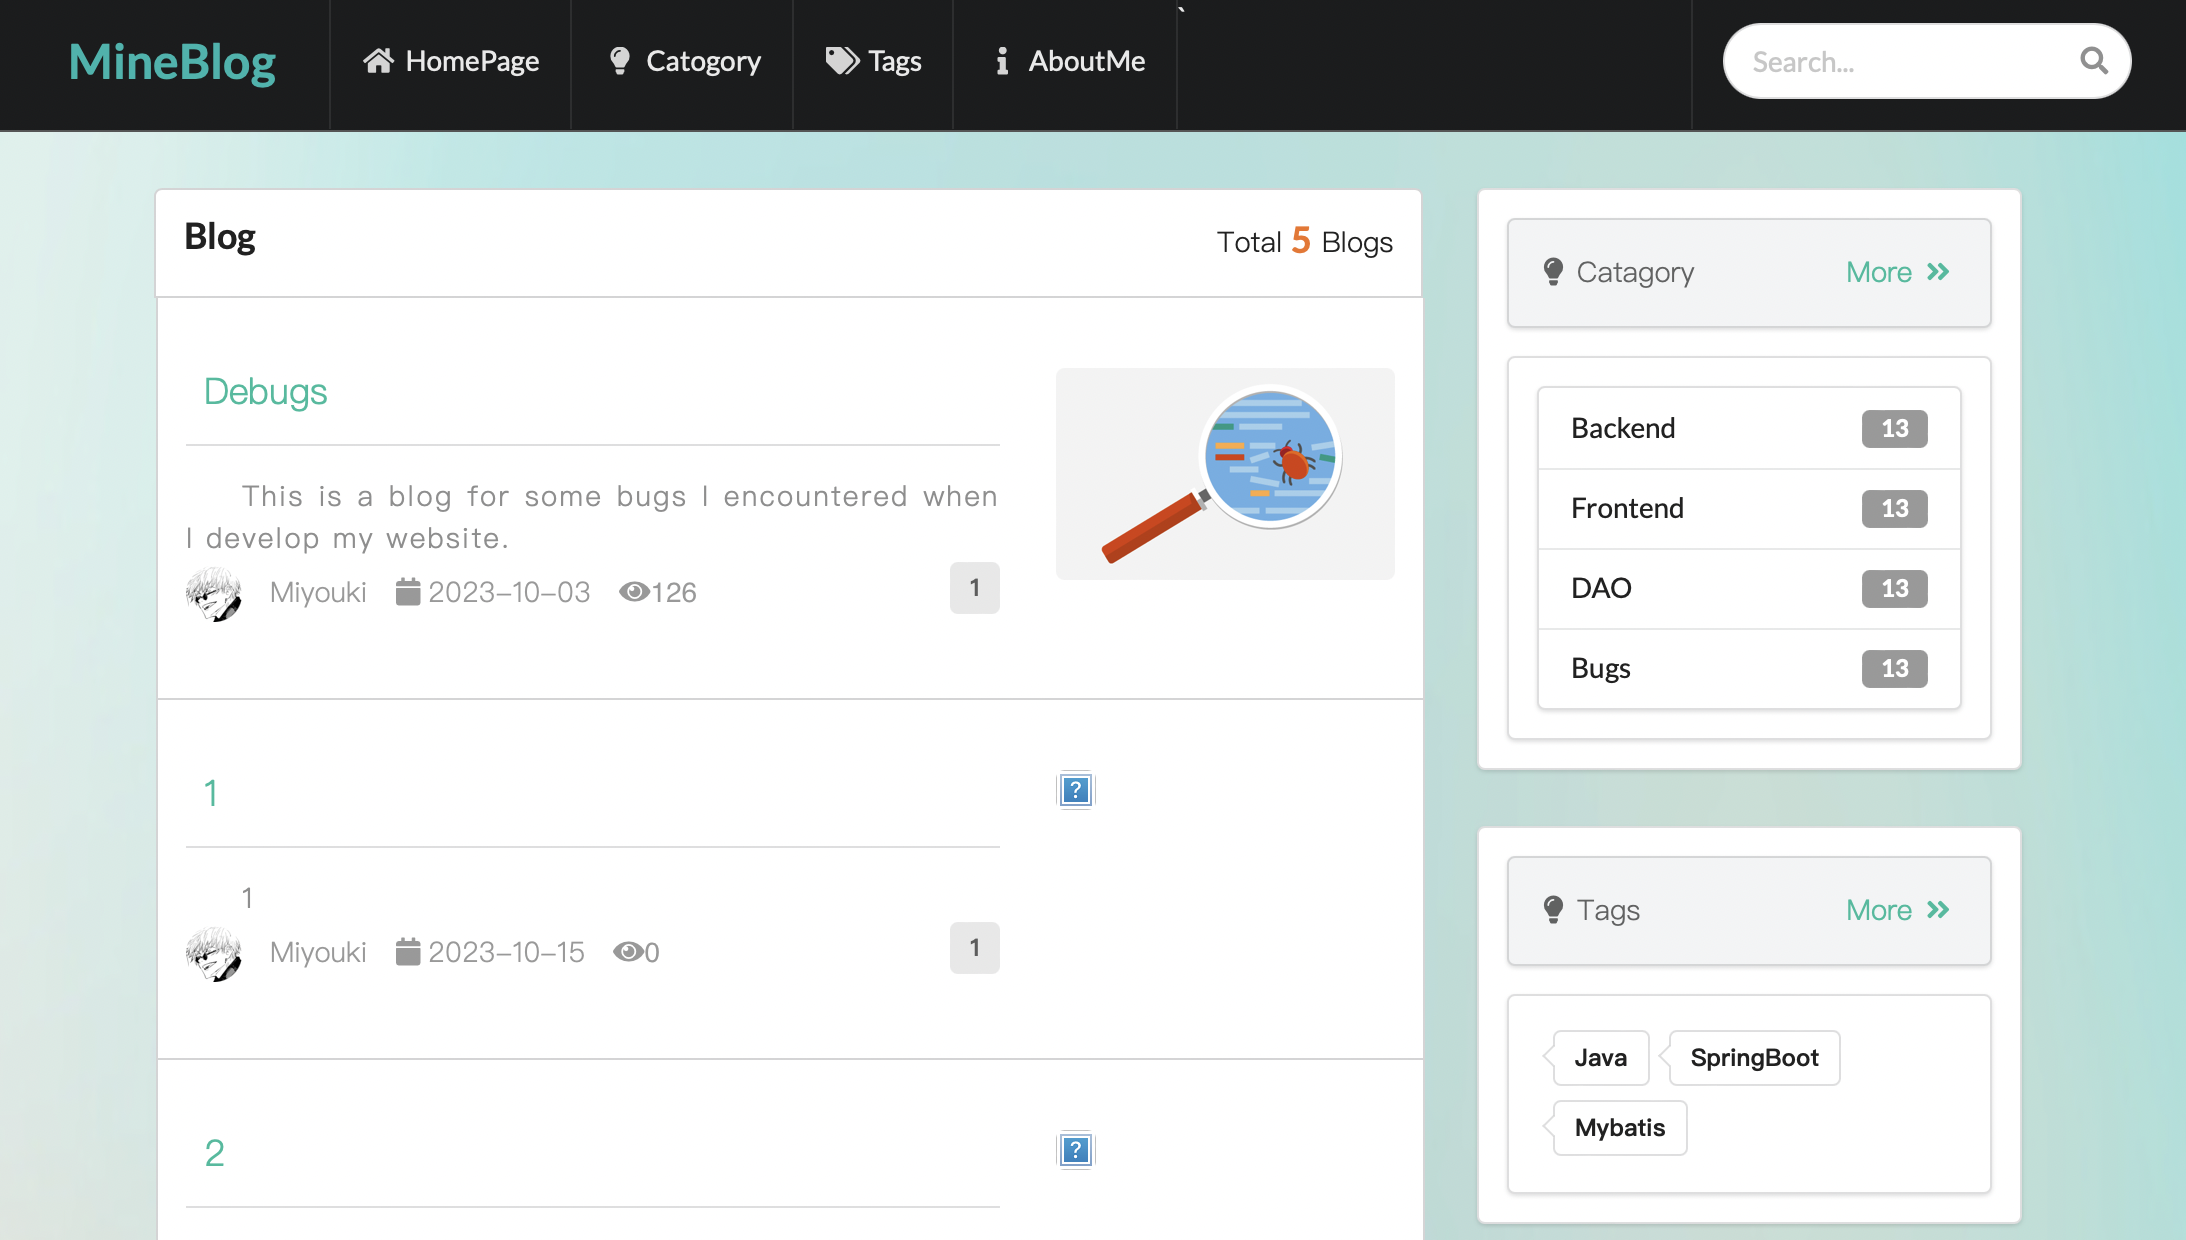 MineBlog HomePage Catogory Tags AboutMe ` Search...
Blog Total 5 Blogs
Debugs
This is a blog for some bugs I encountered when
I develop my website.
Miyouki 2023-10-03 126 1
1
1
Miyouki 2023-10-15 0 1
2
Catagory More
Backend 13
Frontend 13
DAO 13
Bugs 13
Tags More
Java SpringBoot
Mybatis